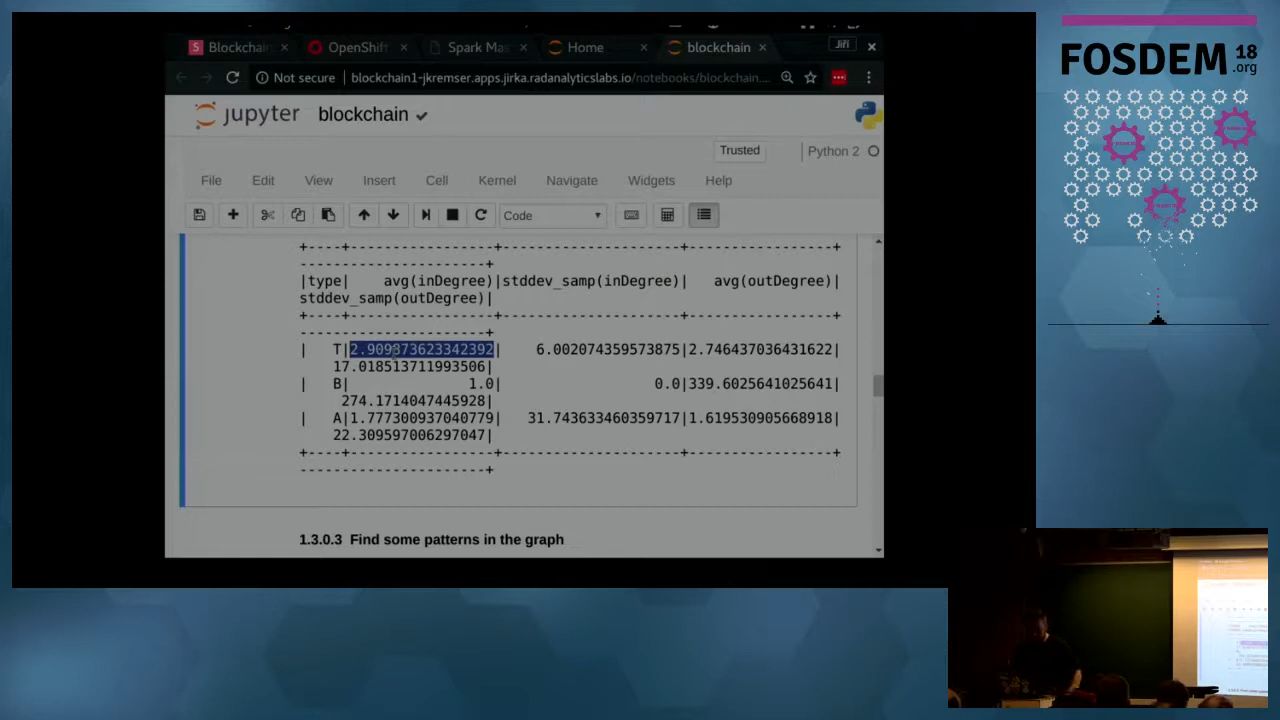 Blockchain
OpenShift
Spark Mas
Home
blockchain
Jiří
Not secure
blockchain1-jkremser.apps.jirka.radanalyticslabs.io/notebooks/blockchain....
jupyter
blockchain
Trusted
Python 2
File Edit View Insert Cell Kernel Navigate Widgets Help
Code
+----+-----------------+--------------------+-----------------+
----------------------+
|type| avg(inDegree)|stddev_samp(inDegree)| avg(outDegree)|
stddev_samp(outDegree)|
+----+-----------------+--------------------+-----------------+
----------------------+
| T|2.909873623342392| 6.002074359573875|2.746437036431622|
17.018513711993506|
| B| 1.0| 0.0|339.6025641025641|
274.1714047445928|
| A|1.777300937040779| 31.743633460359717|1.619530905668918|
22.309597006297047|
+----+-----------------+--------------------+-----------------+
----------------------+
1.3.0.3 Find some patterns in the graph
FOSDEM 18
.org